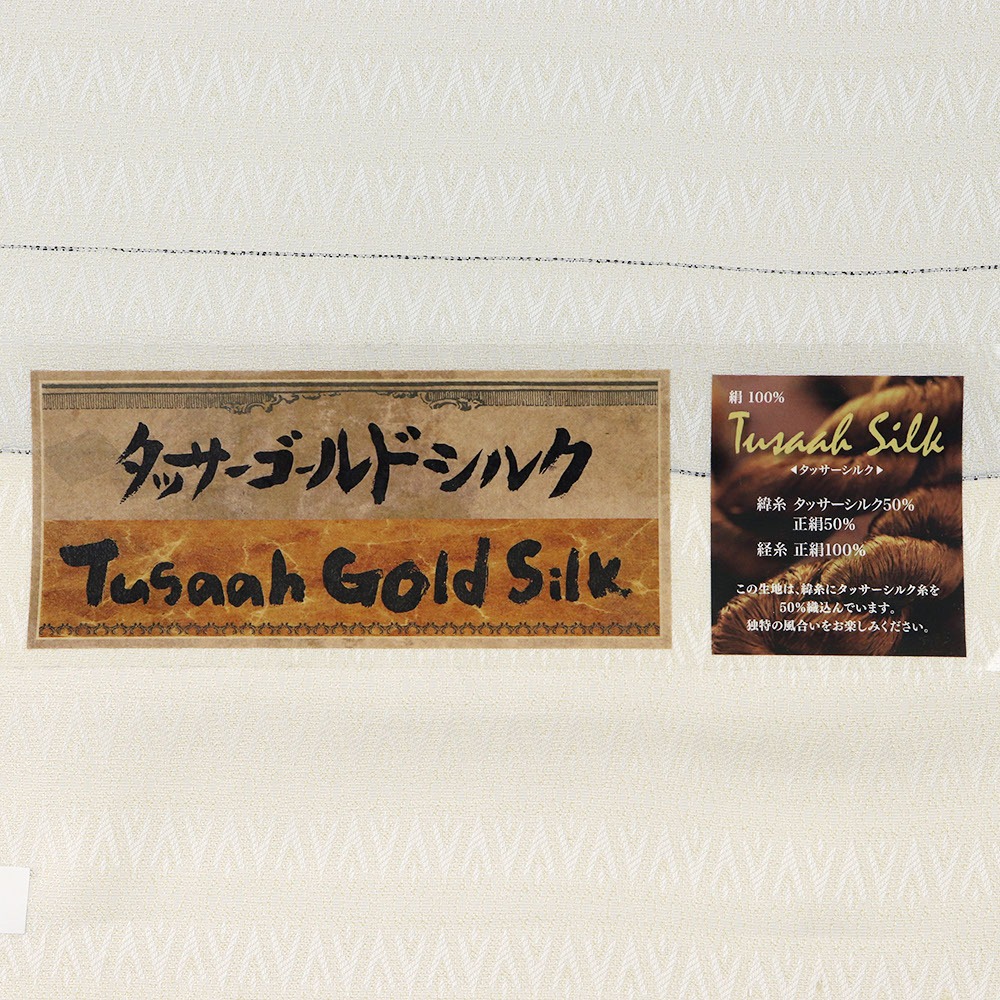 タッサーゴールドシルク
Tusaah Gold Silk
絹 100%
Tusaah Silk
◀タッサーシルク▶
緯糸 タッサーシルク50%
正絹50%
経糸 正絹100%
この生地は、緯糸にタッサーシルク糸を
50%織込んでいます。
独特の風合いをお楽しみください。